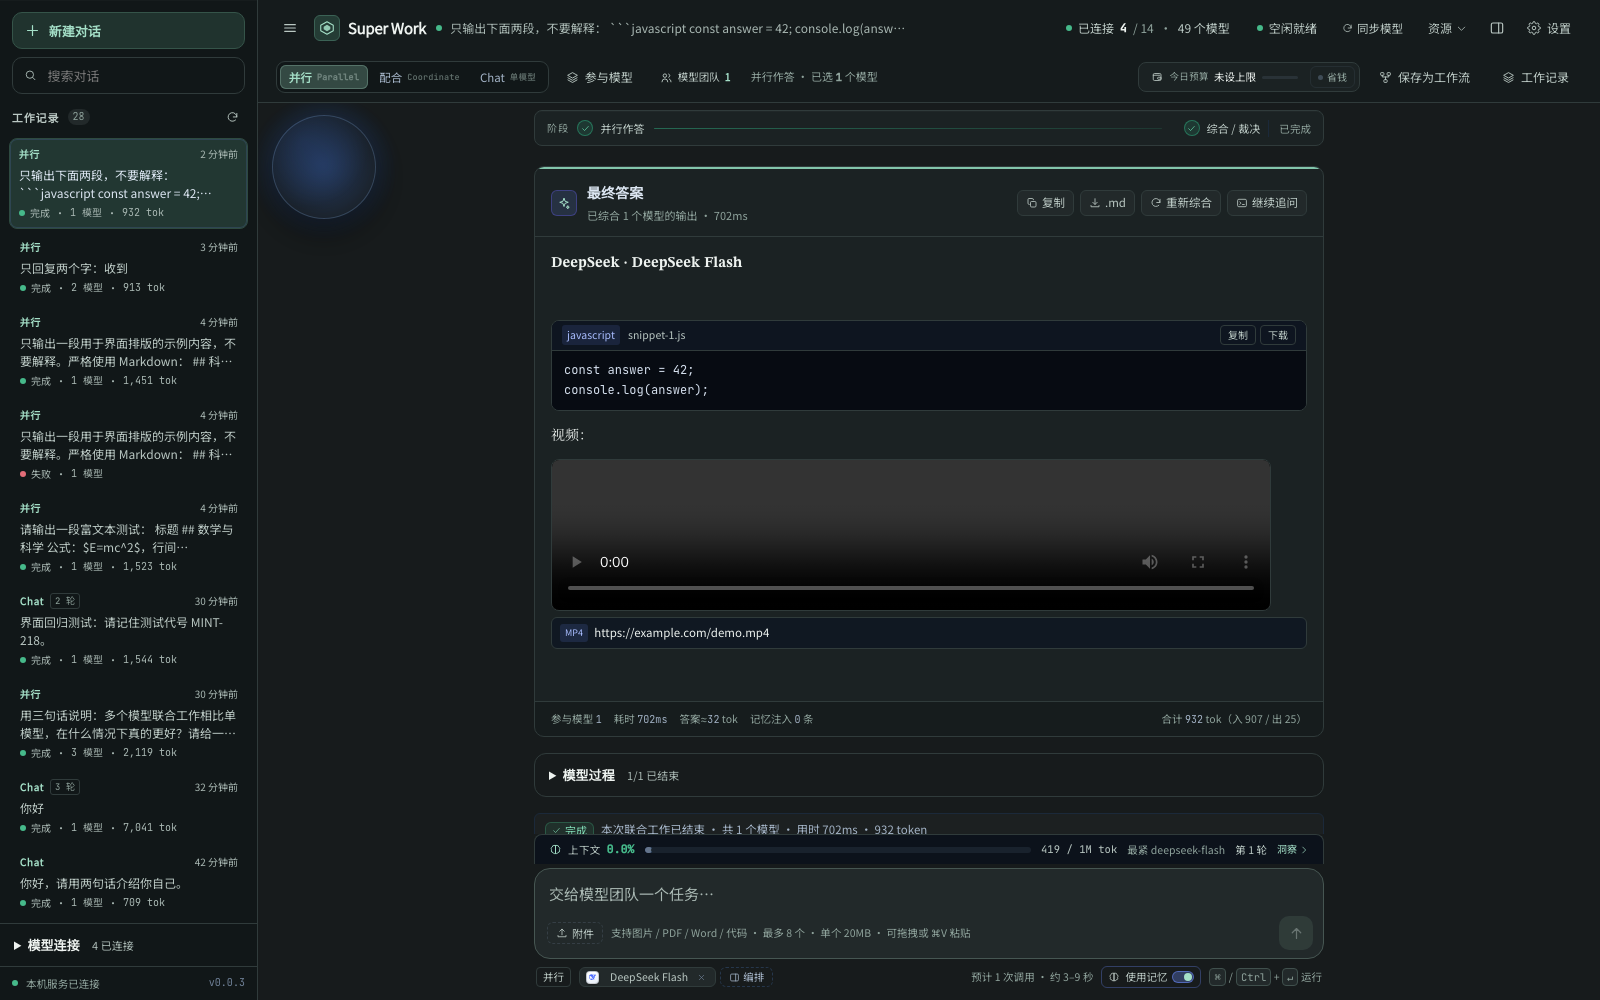 新建对话
搜索对话
工作记录 28
并行 2 分钟前
只输出下面两段，不要解释：
```javascript const answer = 42;···
完成 · 1 模型 · 932 tok
并行 3 分钟前
只回复两个字：收到
完成 · 2 模型 · 913 tok
并行 4 分钟前
只输出一段用于界面排版的示例内容，不
要解释。严格使用 Markdown： ## 科···
完成 · 1 模型 · 1,451 tok
并行 4 分钟前
只输出一段用于界面排版的示例内容，不
要解释。严格使用 Markdown： ## 科···
失败 · 1 模型
并行 4 分钟前
请输出一段富文本测试： 标题 ## 数学与
科学 公式：$E=mc^2$，行间···
完成 · 1 模型 · 1,523 tok
Chat 2 轮 30 分钟前
界面回归测试：请记住测试代号 MINT-
218。
完成 · 1 模型 · 1,544 tok
并行 30 分钟前
用三句话说明：多个模型联合工作相比单
模型，在什么情况下真的更好？请给一···
完成 · 3 模型 · 2,119 tok
Chat 3 轮 32 分钟前
你好
完成 · 1 模型 · 7,041 tok
Chat 42 分钟前
你好，请用两句话介绍你自己。
完成 · 1 模型 · 709 tok
模型连接 4 已连接
本机服务已连接 v0.0.3
Super Work 只输出下面两段，不要解释： ```javascript const answer = 42; console.log(answ···
已连接 4 / 14 · 49 个模型 空闲就绪 同步模型 资源 设置
并行 Parallel 配合 Coordinate Chat 单模型 参与模型 模型团队 1 并行作答 · 已选 1 个模型
今日预算 未设上限 省钱 保存为工作流 工作记录
阶段 并行作答 综合 / 裁决 已完成
最终答案
已综合 1 个模型的输出 · 702ms
复制 .md 重新综合 继续追问
DeepSeek · DeepSeek Flash
javascript snippet-1.js 复制 下载
const answer = 42;
console.log(answer);
视频：
0:00
MP4 https://example.com/demo.mp4
参与模型 1 耗时 702ms 答案≈32 tok 记忆注入 0 条 合计 932 tok（入 907 / 出 25）
模型过程 1/1 已结束
完成 本次联合工作已结束 · 共 1 个模型 · 用时 702ms · 932 token
上下文 0.0% 419 / 1M tok 最紧 deepseek-flash 第 1 轮 洞察
交给模型团队一个任务···
附件 支持图片 / PDF / Word / 代码 · 最多 8 个 · 单个 20MB · 可拖拽或 ⌘V 粘贴
并行 DeepSeek Flash × 编排 预计 1 次调用 · 约 3–9 秒 使用记忆 ⌘ / Ctrl + ↵ 运行